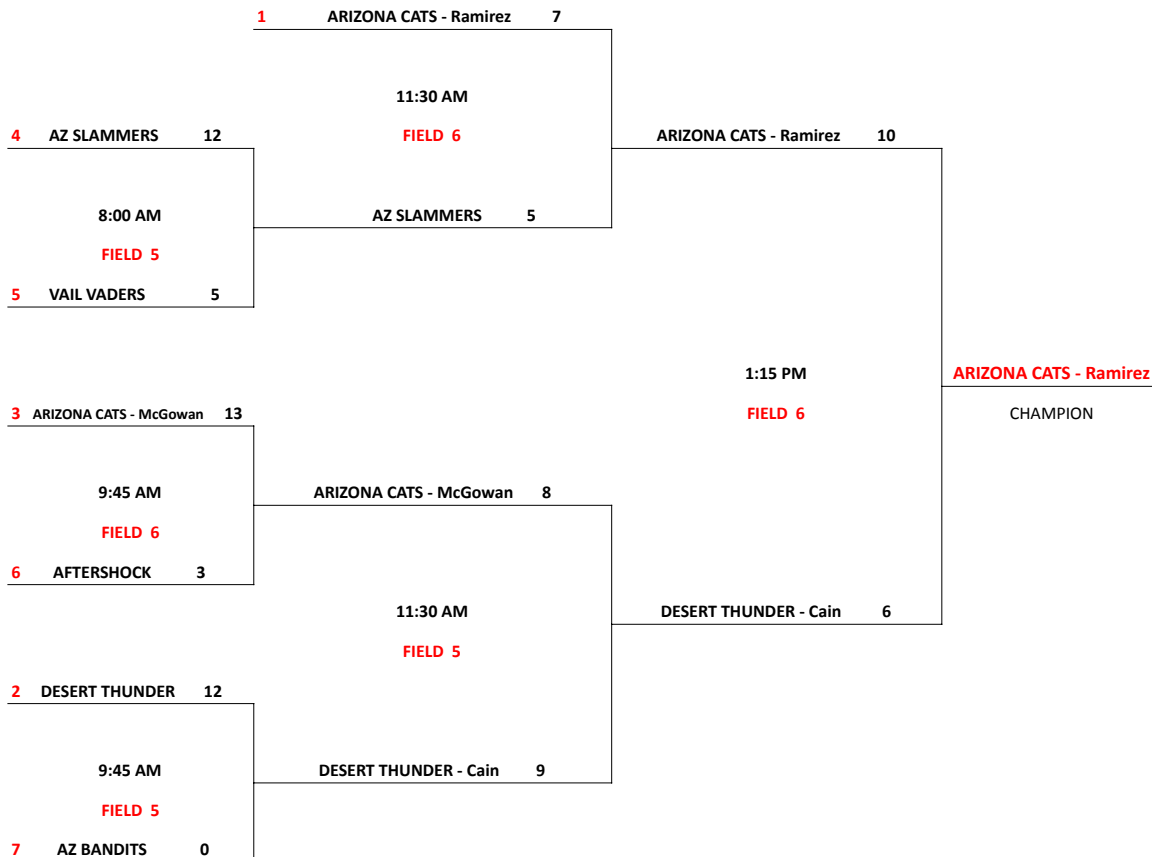 1 ARIZONA CATS - Ramirez 7
11:30 AM
4 AZ SLAMMERS 12 FIELD 6 ARIZONA CATS - Ramirez 10
8:00 AM AZ SLAMMERS 5
FIELD 5
5 VAIL VADERS 5
1:15 PM ARIZONA CATS - Ramirez
3 ARIZONA CATS - McGowan 13 FIELD 6 CHAMPION
9:45 AM ARIZONA CATS - McGowan 8
FIELD 6
6 AFTERSHOCK 3
11:30 AM DESERT THUNDER - Cain 6
FIELD 5
2 DESERT THUNDER 12
9:45 AM DESERT THUNDER - Cain 9
FIELD 5
7 AZ BANDITS 0